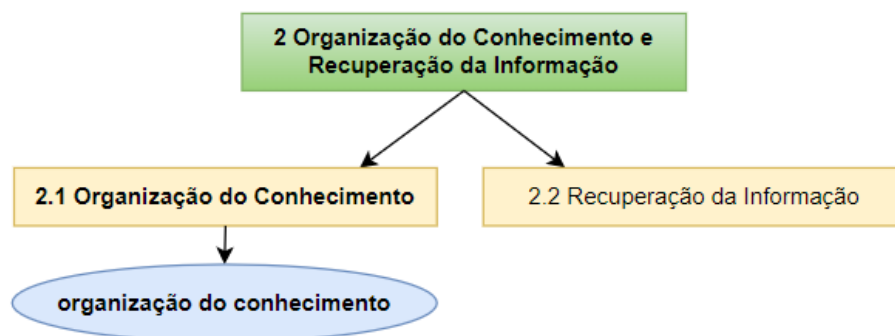 2 Organização do Conhecimento e
Recuperação da Informação
2.1 Organização do Conhecimento
2.2 Recuperação da Informação
organização do conhecimento